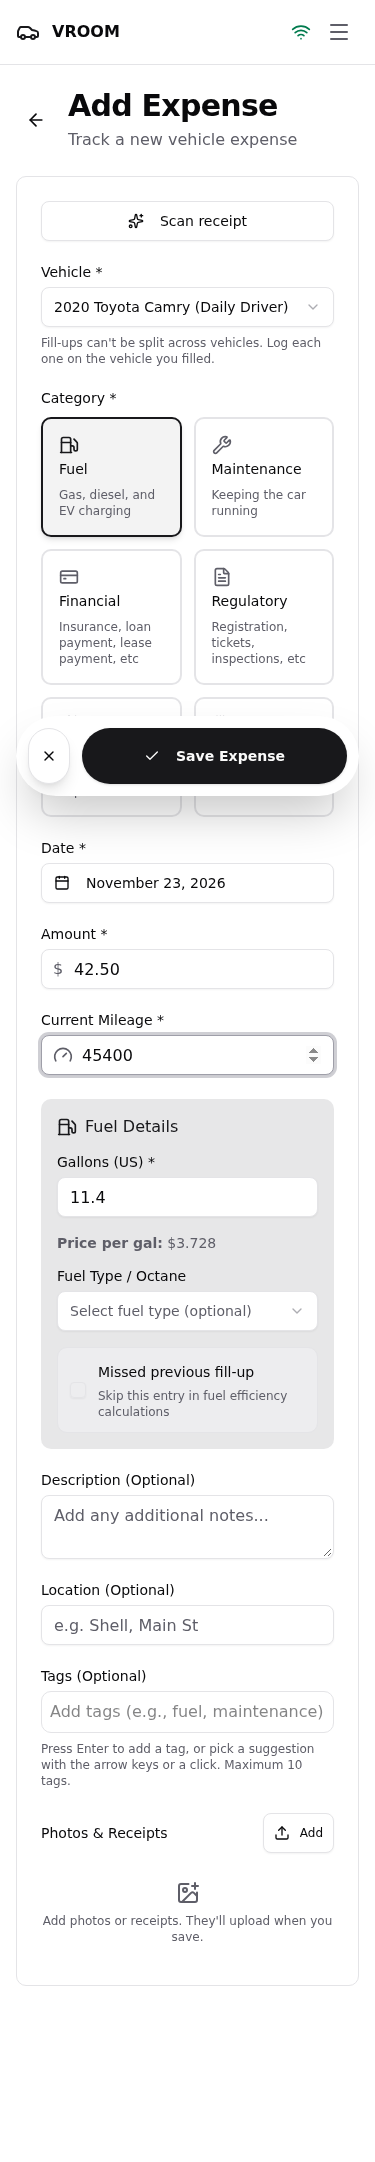 VROOM
Add Expense
Track a new vehicle expense
Scan receipt
Vehicle *
2020 Toyota Camry (Daily Driver)
Fill-ups can't be split across vehicles. Log each
one on the vehicle you filled.
Category *
Fuel
Gas, diesel, and
EV charging
Maintenance
Keeping the car
running
Financial
Insurance, loan
payment, lease
payment, etc
Regulatory
Registration,
tickets,
inspections, etc
Save Expense
Date *
November 23, 2026
Amount *
$ 42.50
Current Mileage *
45400
Fuel Details
Gallons (US) *
11.4
Price per gal: $3.728
Fuel Type / Octane
Select fuel type (optional)
Missed previous fill-up
Skip this entry in fuel efficiency
calculations
Description (Optional)
Add any additional notes...
Location (Optional)
e.g. Shell, Main St
Tags (Optional)
Add tags (e.g., fuel, maintenance)
Press Enter to add a tag, or pick a suggestion
with the arrow keys or a click. Maximum 10
tags.
Photos & Receipts
Add
Add photos or receipts. They'll upload when you
save.